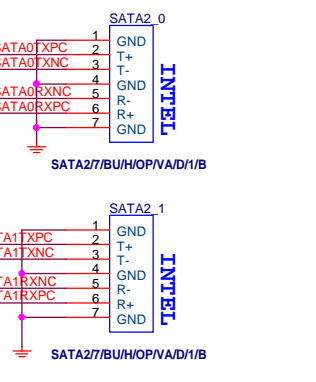 SATA2_0
1 GND
SATA0TXPC 2 T+
SATA0TXNC 3 T-
4 GND
SATA0RXNC 5 R-
SATA0RXPC 6 R+
7 GND
INTEL
SATA2/7/BU/H/OP/VA/D/1/B
SATA2_1
1 GND
TA1TXPC 2 T+
TA1TXNC 3 T-
4 GND
TA1RXNC 5 R-
TA1RXPC 6 R+
7 GND
INTEL
SATA2/7/BU/H/OP/VA/D/1/B